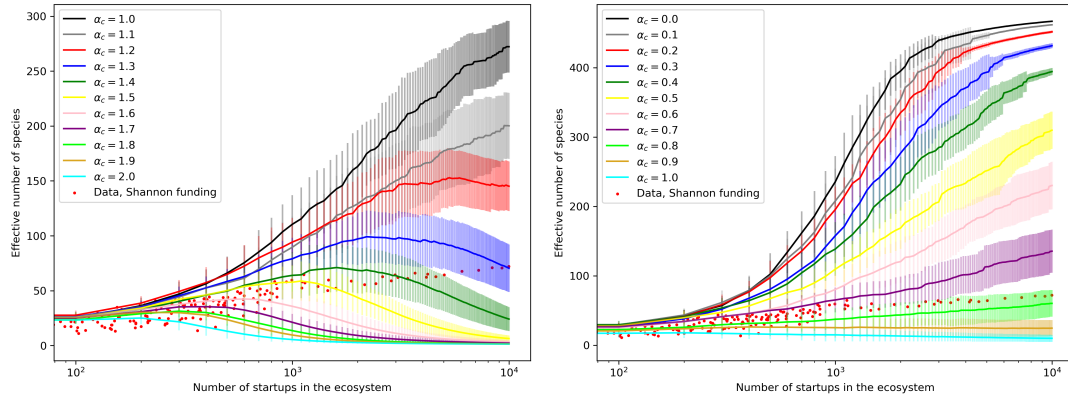 300
250
200
150
100
50
0
Effective number of species
α_c = 1.0
α_c = 1.1
α_c = 1.2
α_c = 1.3
α_c = 1.4
α_c = 1.5
α_c = 1.6
α_c = 1.7
α_c = 1.8
α_c = 1.9
α_c = 2.0
Data, Shannon funding
10² 10³ 10⁴
Number of startups in the ecosystem
400
300
200
100
0
Effective number of species
α_c = 0.0
α_c = 0.1
α_c = 0.2
α_c = 0.3
α_c = 0.4
α_c = 0.5
α_c = 0.6
α_c = 0.7
α_c = 0.8
α_c = 0.9
α_c = 1.0
Data, Shannon funding
10² 10³ 10⁴
Number of startups in the ecosystem